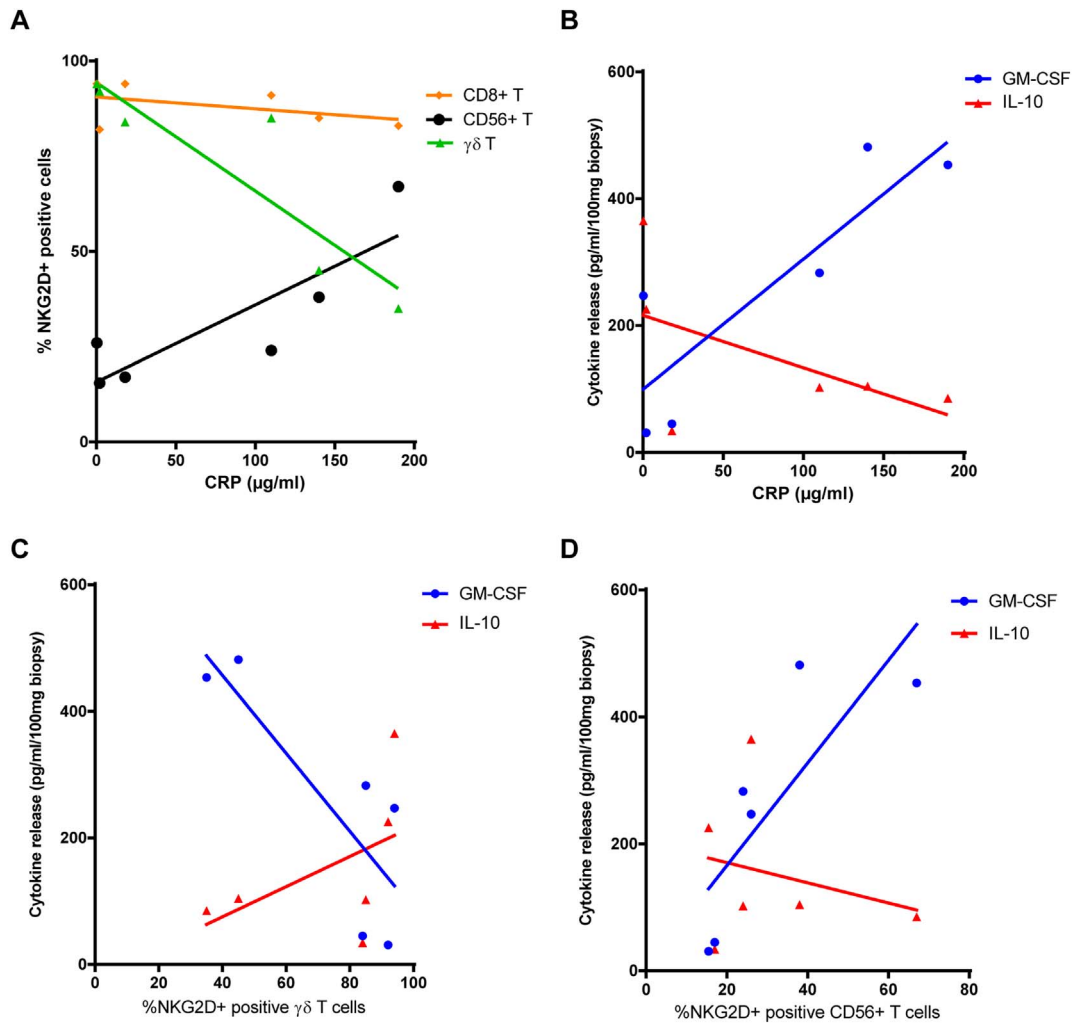 A
100
50
0
0
50
100
150
200
% NKG2D+ positive cells
CRP (µg/ml)
CD8+ T
CD56+ T
γδ T
B
600
400
200
0
0
50
100
150
200
Cytokine release (pg/ml/100mg biopsy)
CRP (µg/ml)
GM-CSF
IL-10
C
600
400
200
0
0
20
40
60
80
100
Cytokine release (pg/ml/100mg biopsy)
%NKG2D+ positive γδ T cells
GM-CSF
IL-10
D
600
400
200
0
0
20
40
60
80
Cytokine release (pg/ml/100mg biopsy)
%NKG2D+ positive CD56+ T cells
GM-CSF
IL-10